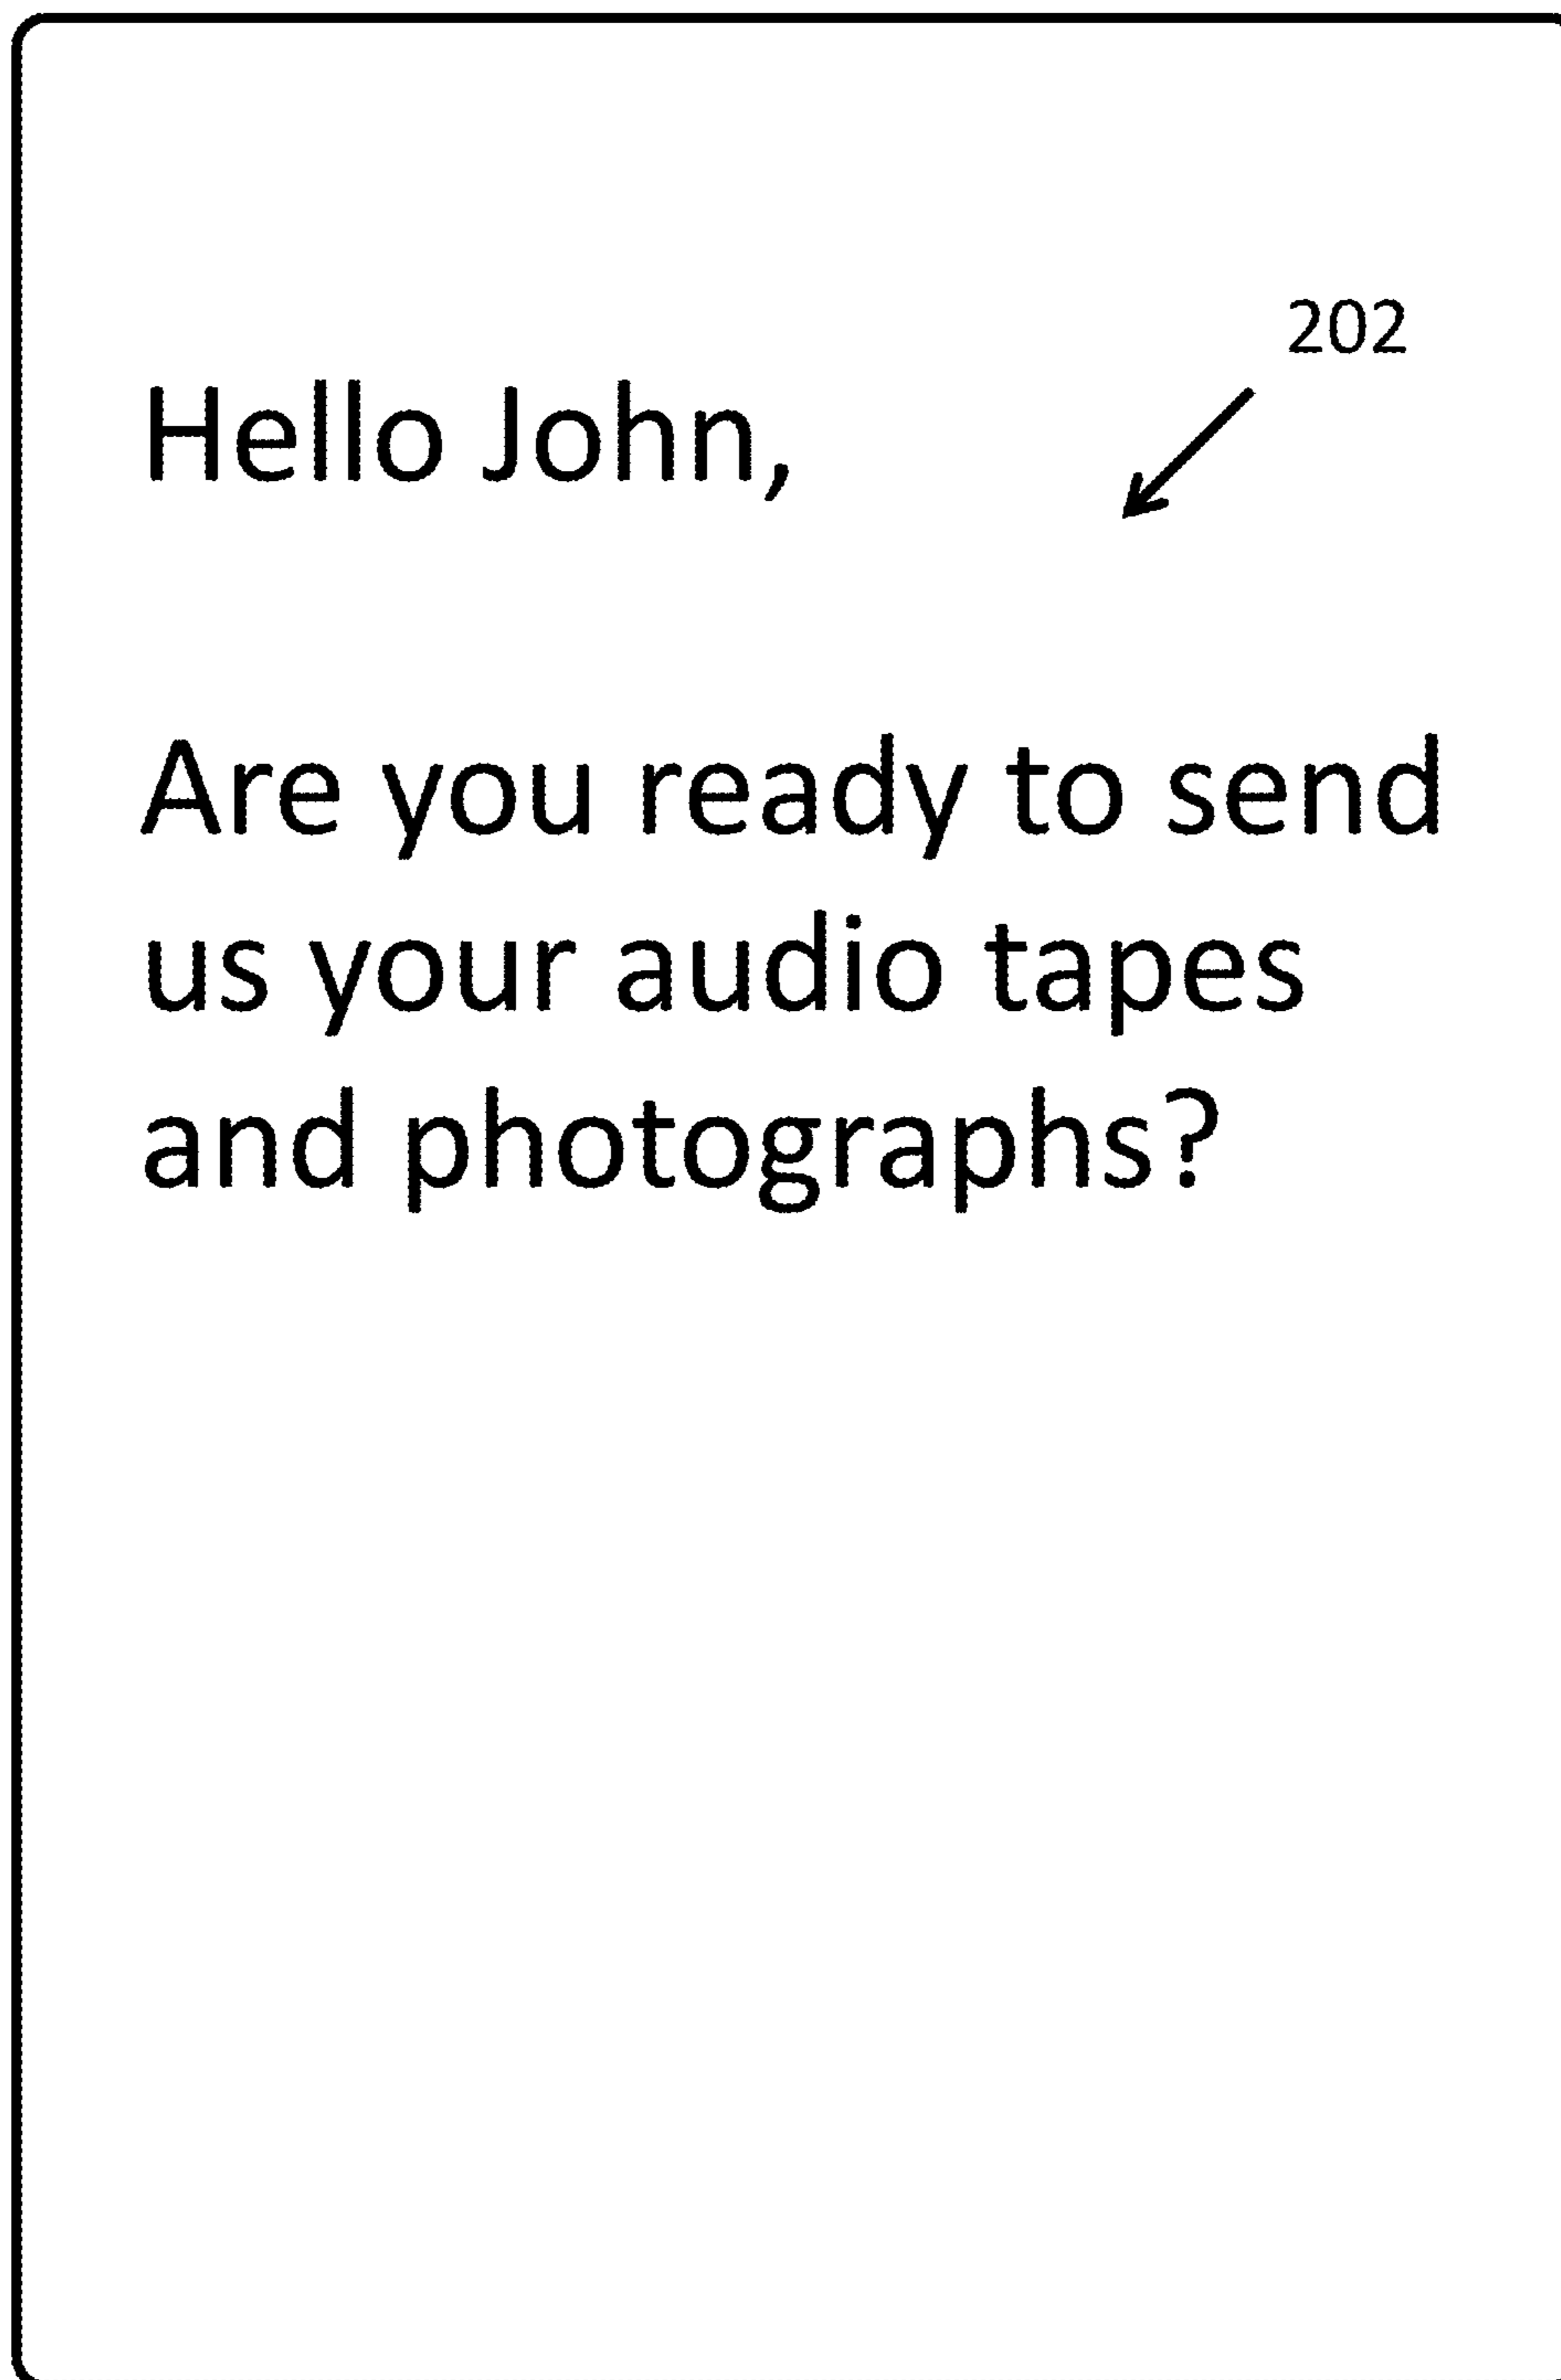 202
Hello John,
Are you ready to send
us your audio tapes
and photographs?